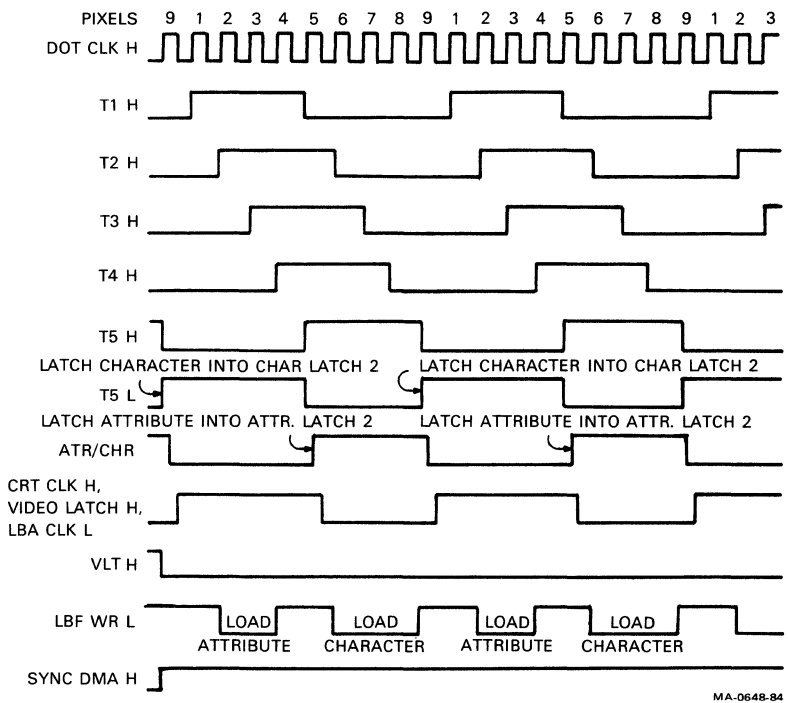 PIXELS 9 1 2 3 4 5 6 7 8 9 1 2 3 4 5 6 7 8 9 1 2 3
DOT CLK H
T1 H
T2 H
T3 H
T4 H
T5 H
LATCH CHARACTER INTO CHAR LATCH 2 LATCH CHARACTER INTO CHAR LATCH 2
T5 L
LATCH ATTRIBUTE INTO ATTR. LATCH 2 LATCH ATTRIBUTE INTO ATTR. LATCH 2
ATR/CHR
CRT CLK H,
VIDEO LATCH H,
LBA CLK L
VLT H
LBF WR L LOAD LOAD LOAD LOAD
ATTRIBUTE CHARACTER ATTRIBUTE CHARACTER
SYNC DMA H
MA-0648-84